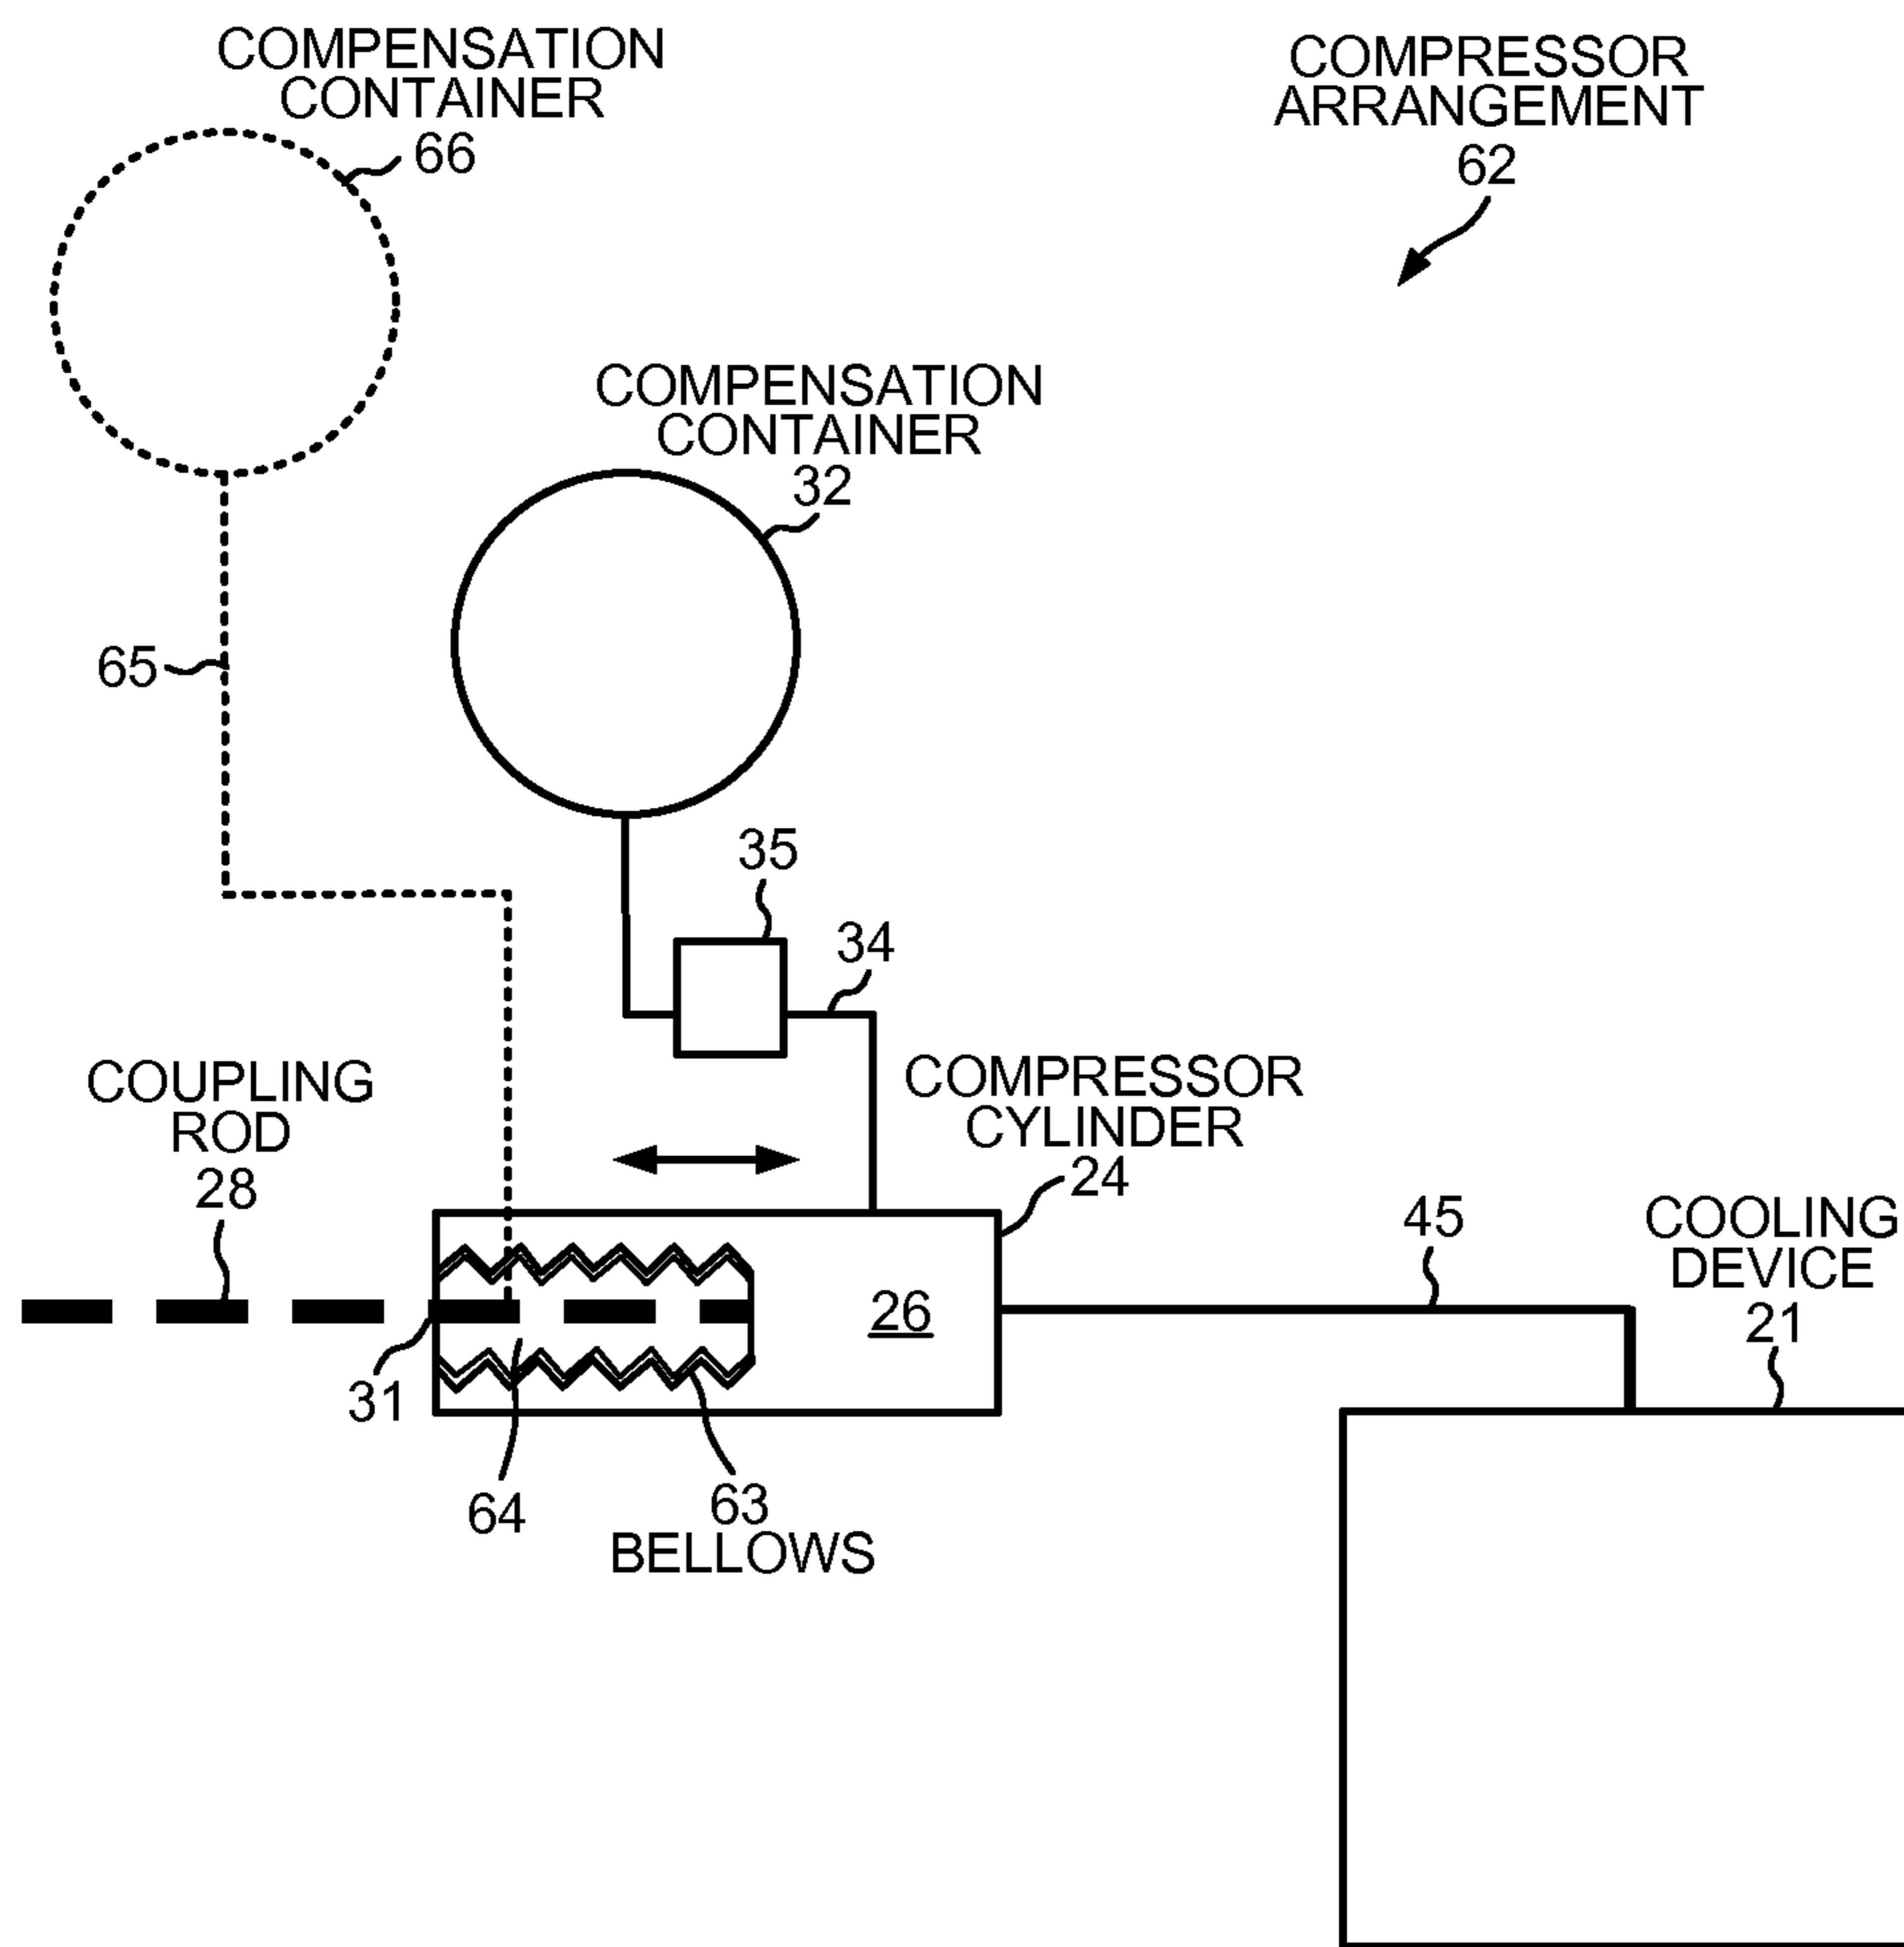 COMPENSATION
CONTAINER
66
COMPRESSOR
ARRANGEMENT
62
COMPENSATION
CONTAINER
32
65
35
34
COUPLING
ROD
28
COMPRESSOR
CYLINDER
24
45
COOLING
DEVICE
21
26
31
64
63
BELLOWS